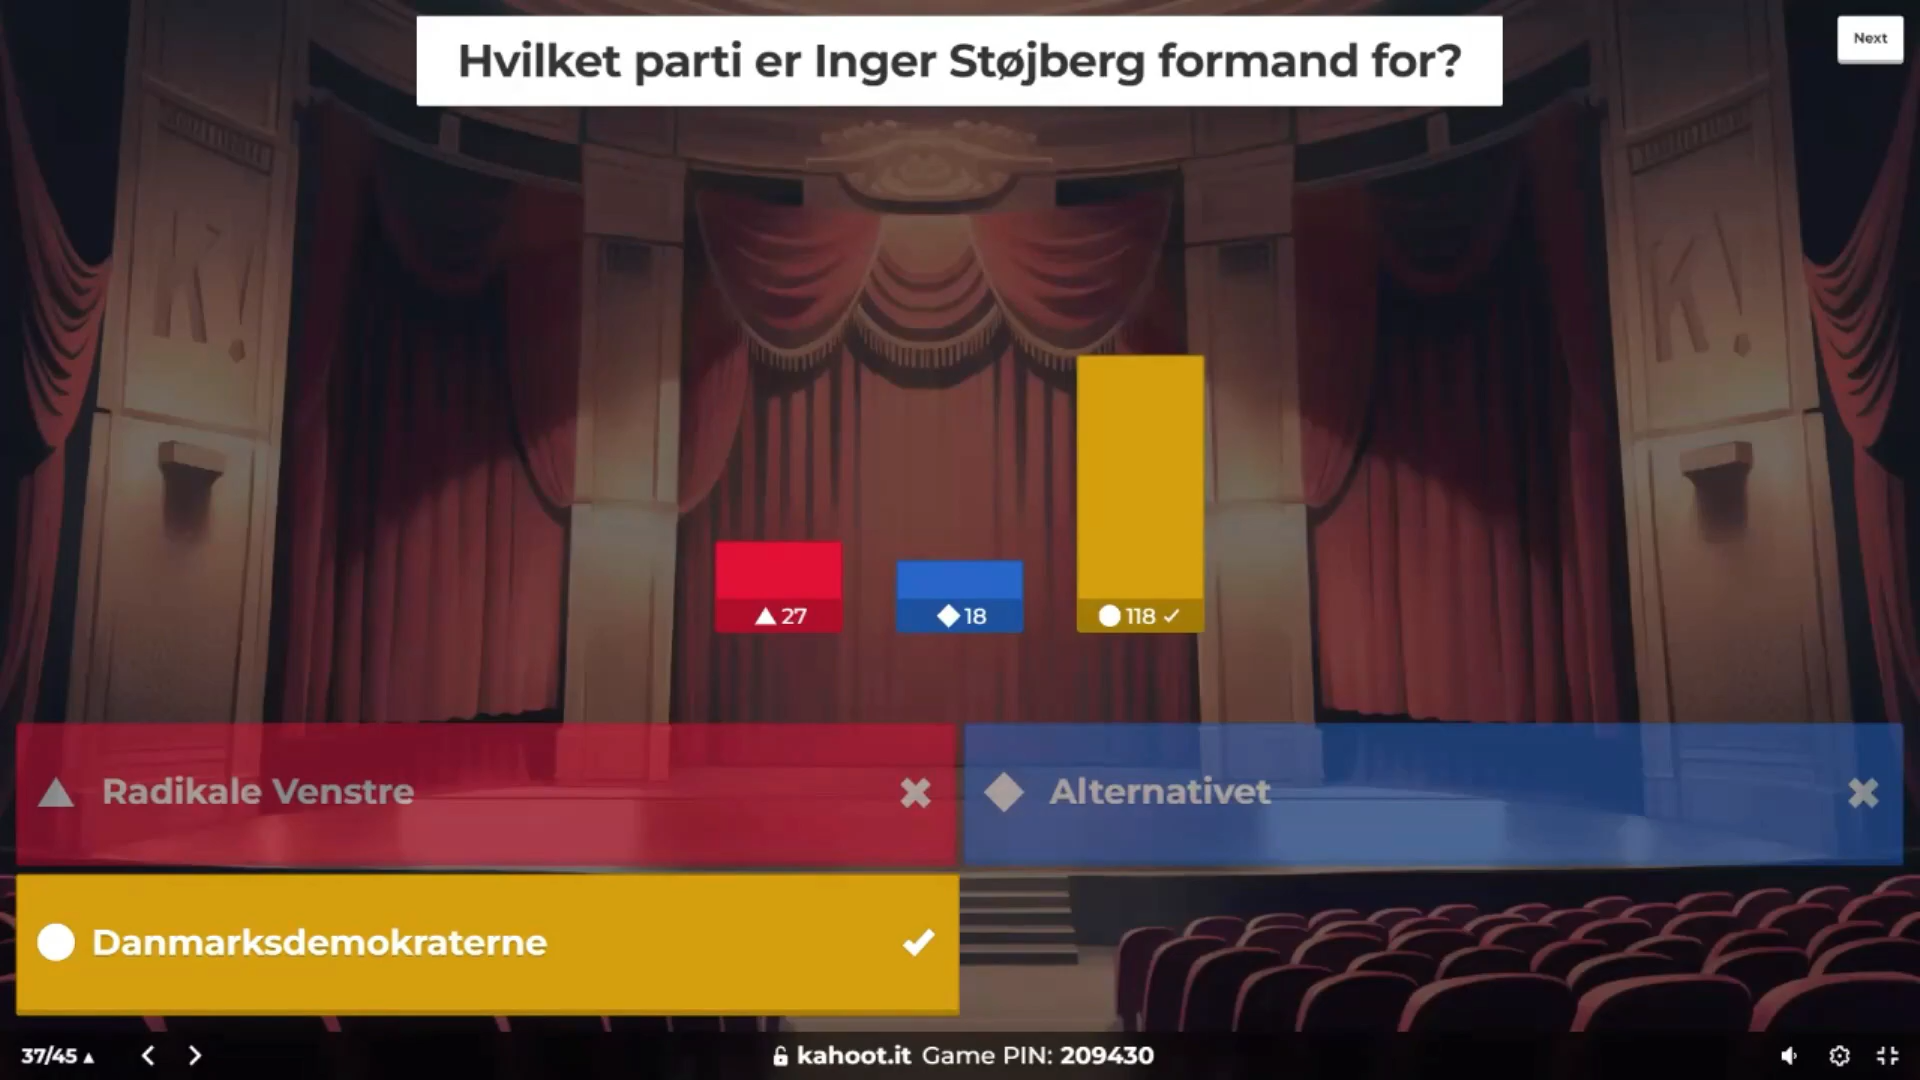 Hvilket parti er Inger Støjberg formand for?
Next
K!
K!
27
18
118
Radikale Venstre
Alternativet
Danmarksdemokraterne
37/45
kahoot.it Game PIN: 209430